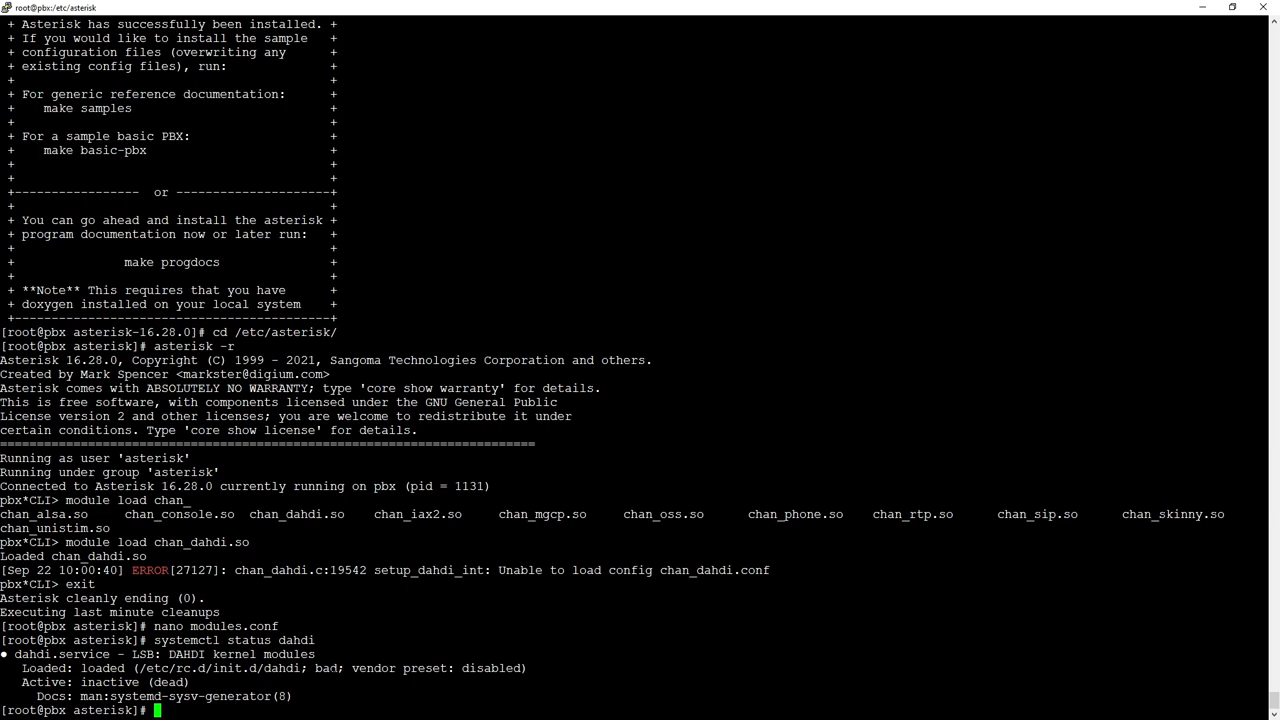 root@pbx:/etc/asterisk
+ Asterisk has successfully been installed. +
+ If you would like to install the sample +
+ configuration files (overwriting any +
+ existing config files), run: +
+ +
+ For generic reference documentation: +
+ make samples +
+ +
+ For a sample basic PBX: +
+ make basic-pbx +
+ +
+ +
+----------------- or ---------------------+
+ +
+ You can go ahead and install the asterisk +
+ program documentation now or later run: +
+ +
+ make progdocs +
+ +
+ **Note** This requires that you have +
+ doxygen installed on your local system +
+-------------------------------------------+
[root@pbx asterisk-16.28.0]# cd /etc/asterisk/
[root@pbx asterisk]# asterisk -r
Asterisk 16.28.0, Copyright (C) 1999 - 2021, Sangoma Technologies Corporation and others.
Created by Mark Spencer <markster@digium.com>
Asterisk comes with ABSOLUTELY NO WARRANTY; type 'core show warranty' for details.
This is free software, with components licensed under the GNU General Public
License version 2 and other licenses; you are welcome to redistribute it under
certain conditions. Type 'core show license' for details.
=========================================================================
Running as user 'asterisk'
Running under group 'asterisk'
Connected to Asterisk 16.28.0 currently running on pbx (pid = 1131)
pbx*CLI> module load chan_
chan_alsa.so chan_console.so chan_dahdi.so chan_iax2.so chan_mgcp.so chan_oss.so chan_phone.so chan_rtp.so chan_sip.so chan_skinny.so
chan_unistim.so
pbx*CLI> module load chan_dahdi.so
Loaded chan_dahdi.so
[Sep 22 10:00:40] ERROR[27127]: chan_dahdi.c:19542 setup_dahdi_int: Unable to load config chan_dahdi.conf
pbx*CLI> exit
Asterisk cleanly ending (0).
Executing last minute cleanups
[root@pbx asterisk]# nano modules.conf
[root@pbx asterisk]# systemctl status dahdi
● dahdi.service - LSB: DAHDI kernel modules
Loaded: loaded (/etc/rc.d/init.d/dahdi; bad; vendor preset: disabled)
Active: inactive (dead)
Docs: man:systemd-sysv-generator(8)
[root@pbx asterisk]#